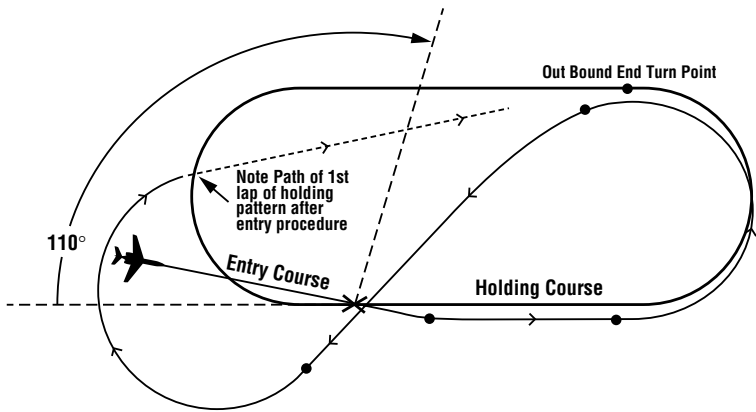 Out Bound End Turn Point
Note Path of 1st
lap of holding
pattern after
entry procedure
110°
Entry Course
Holding Course